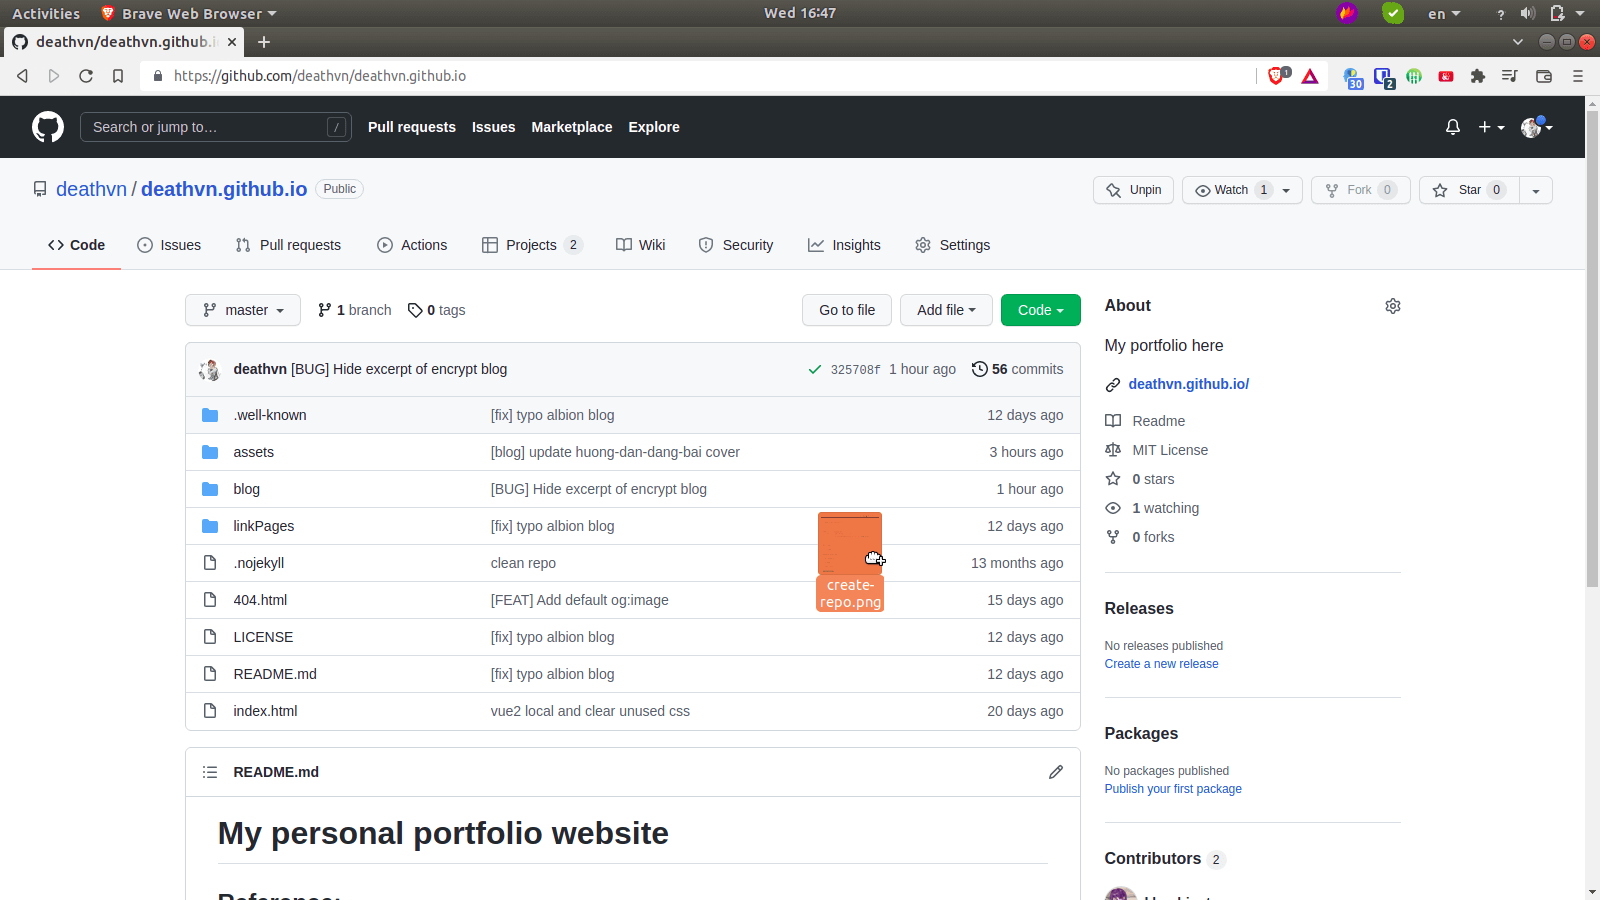 Activities Brave Web Browser Wed 16:47 en ?
deathvn/deathvn.github.i
https://github.com/deathvn/deathvn.github.io 1 30 2
Search or jump to… / Pull requests Issues Marketplace Explore
deathvn / deathvn.github.io Public Unpin Watch 1 Fork 0 Star 0
Code Issues Pull requests Actions Projects 2 Wiki Security Insights Settings
master 1 branch 0 tags Go to file Add file Code
deathvn [BUG] Hide excerpt of encrypt blog 325708f 1 hour ago 56 commits
.well-known [fix] typo albion blog 12 days ago
assets [blog] update huong-dan-dang-bai cover 3 hours ago
blog [BUG] Hide excerpt of encrypt blog 1 hour ago
linkPages [fix] typo albion blog 12 days ago
.nojekyll clean repo 13 months ago
404.html [FEAT] Add default og:image 15 days ago
LICENSE [fix] typo albion blog 12 days ago
README.md [fix] typo albion blog 12 days ago
index.html vue2 local and clear unused css 20 days ago
create-
repo.png
README.md
My personal portfolio website
Reference:
About
My portfolio here
deathvn.github.io/
Readme
MIT License
0 stars
1 watching
0 forks
Releases
No releases published
Create a new release
Packages
No packages published
Publish your first package
Contributors 2